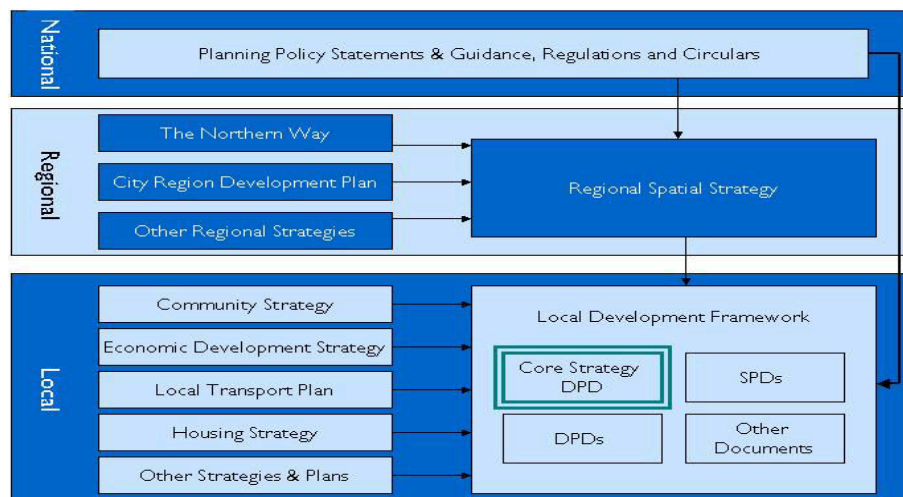 National
Planning Policy Statements & Guidance, Regulations and Circulars
Regional
The Northern Way
City Region Development Plan
Other Regional Strategies
Regional Spatial Strategy
Local
Community Strategy
Economic Development Strategy
Local Transport Plan
Housing Strategy
Other Strategies & Plans
Local Development Framework
Core Strategy
DPD
SPDs
DPDs
Other
Documents